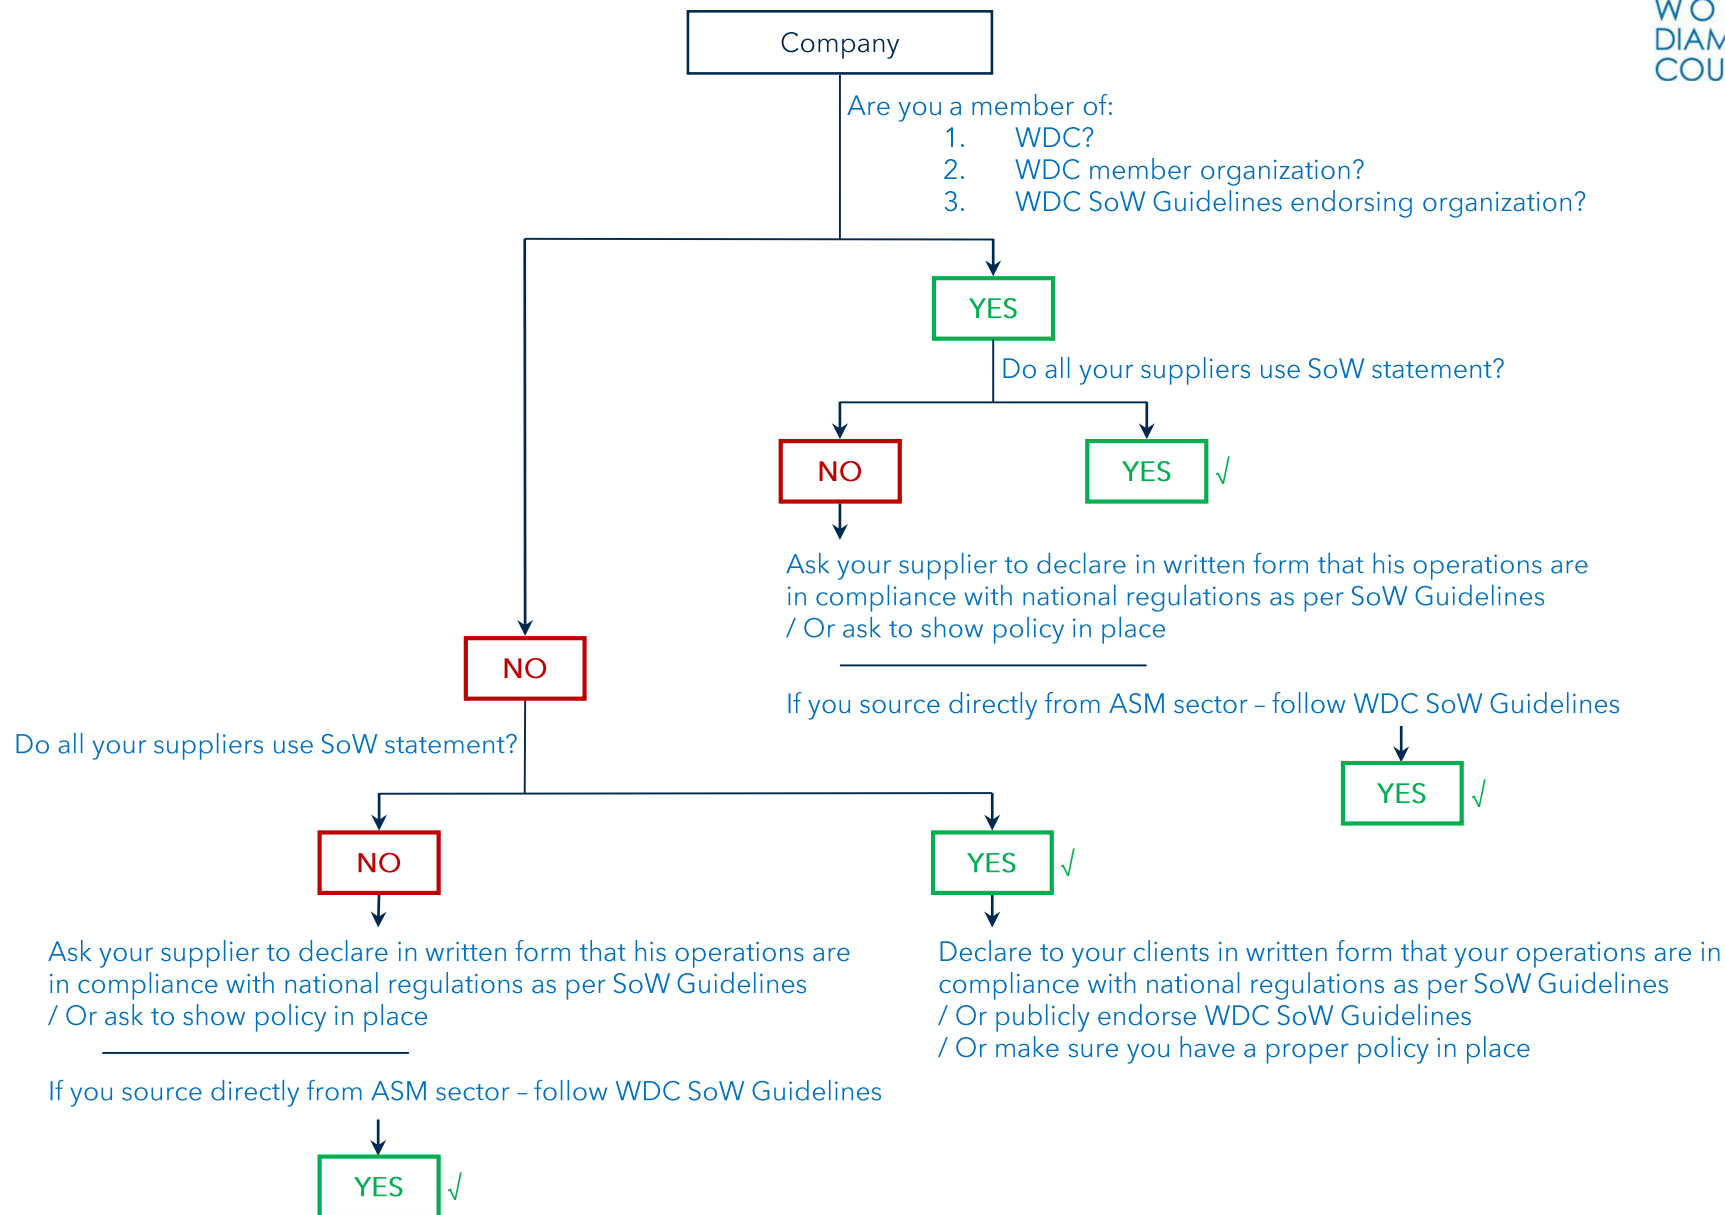 W O
DIAM
COU
Company
Are you a member of:
1. WDC?
2. WDC member organization?
3. WDC SoW Guidelines endorsing organization?
YES
Do all your suppliers use SoW statement?
NO
YES √
Ask your supplier to declare in written form that his operations are
in compliance with national regulations as per SoW Guidelines
/ Or ask to show policy in place
If you source directly from ASM sector – follow WDC SoW Guidelines
YES √
NO
Do all your suppliers use SoW statement?
NO
YES √
Ask your supplier to declare in written form that his operations are
in compliance with national regulations as per SoW Guidelines
/ Or ask to show policy in place
If you source directly from ASM sector – follow WDC SoW Guidelines
YES √
Declare to your clients in written form that your operations are in
compliance with national regulations as per SoW Guidelines
/ Or publicly endorse WDC SoW Guidelines
/ Or make sure you have a proper policy in place